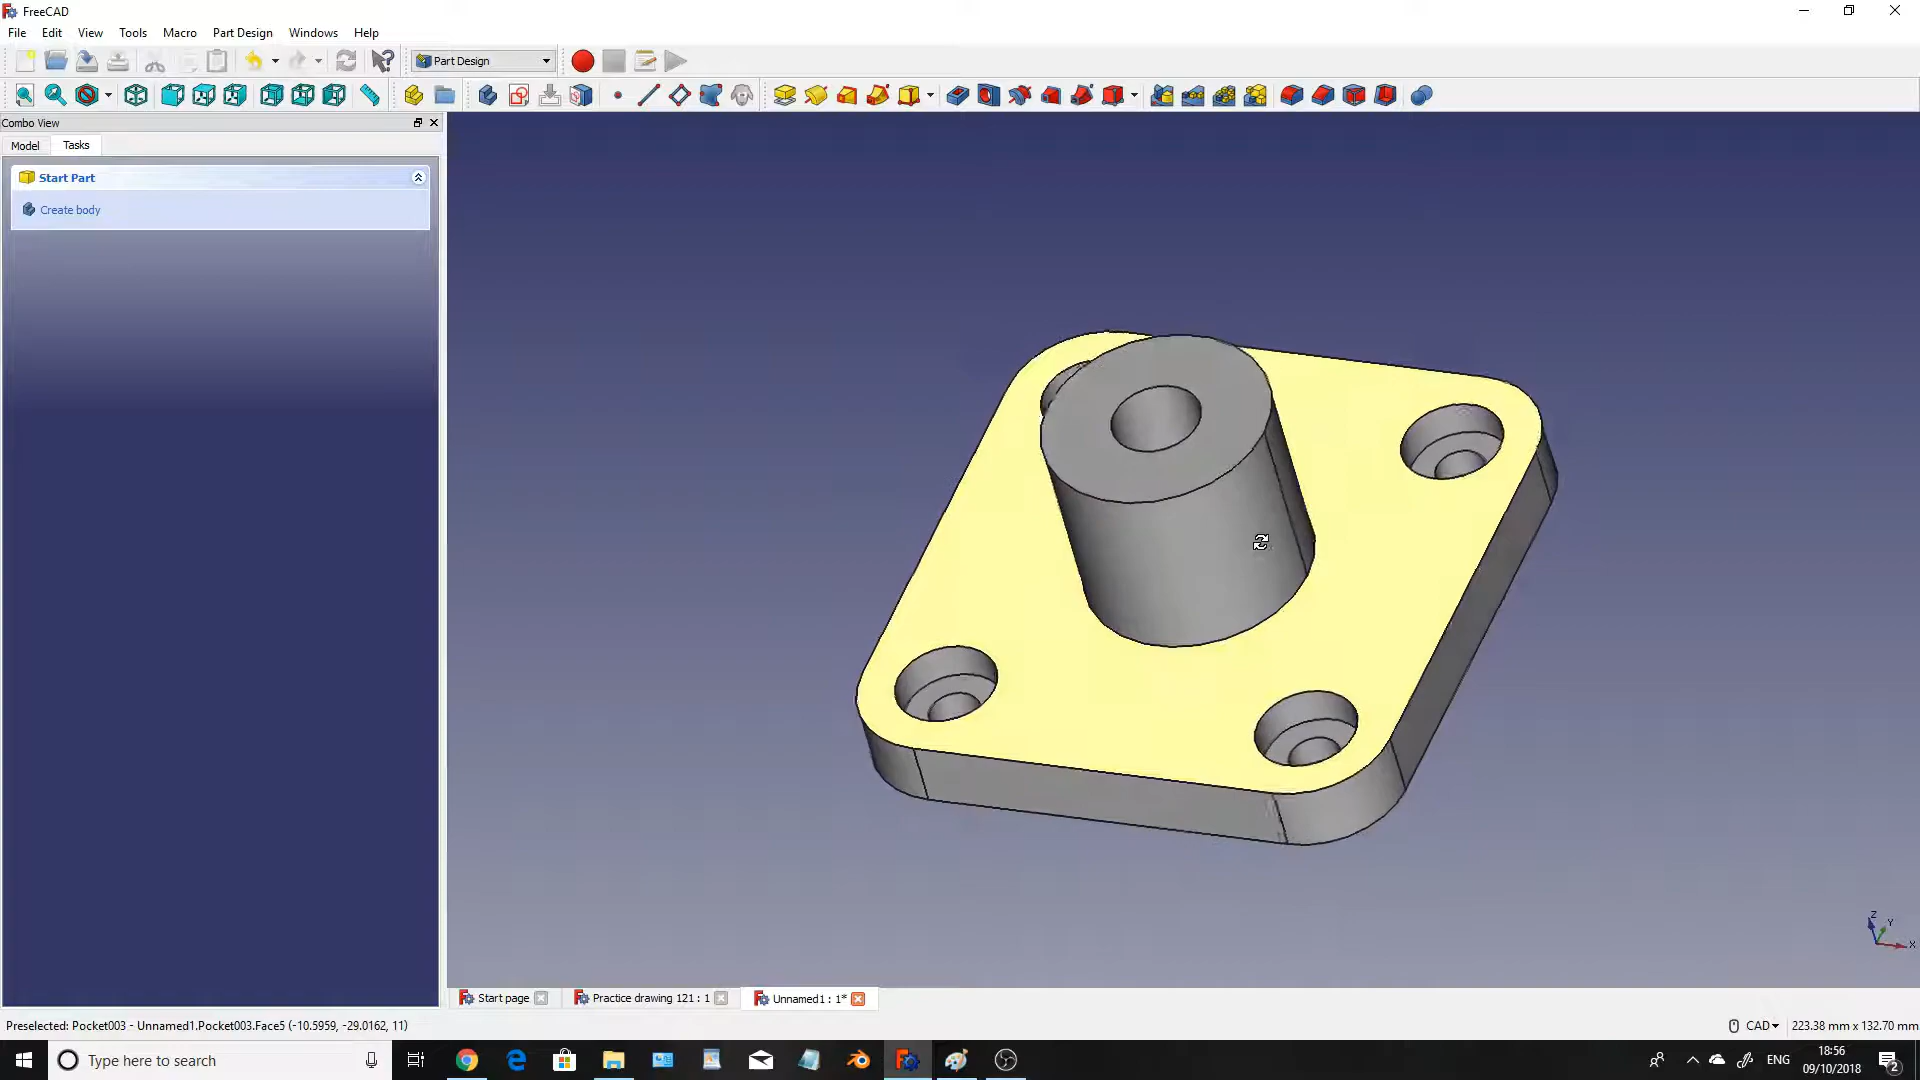 FreeCAD
File Edit View Tools Macro Part Design Windows Help
Part Design
Combo View
Model Tasks
Start Part
Create body
Z
Y
X
Start page Practice drawing 121 : 1 Unnamed1 : 1*
Preselected: Pocket003 - Unnamed1.Pocket003.Face5 (-10.5959, -29.0162, 11) CAD 223.38 mm x 132.70 mm
Type here to search ENG 18:56
09/10/2018 2